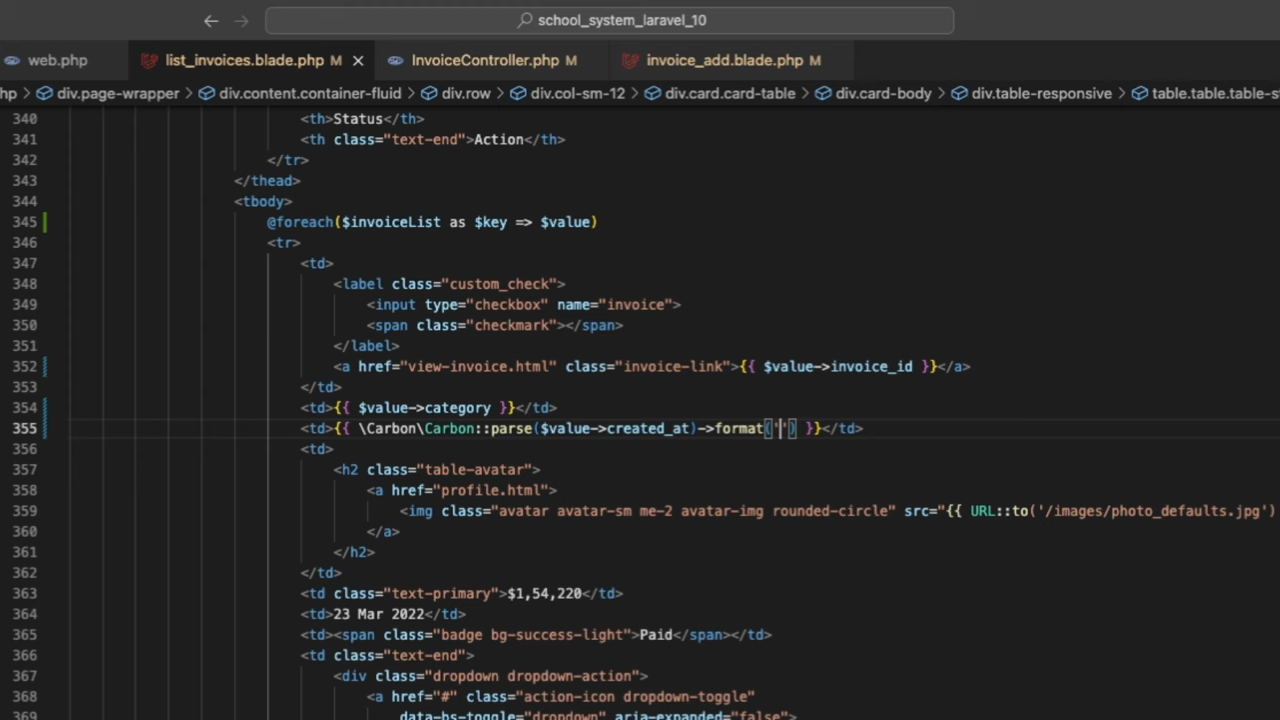 school_system_laravel_10
web.php list_invoices.blade.php M InvoiceController.php M invoice_add.blade.php M
hp > div.page-wrapper > div.content.container-fluid > div.row > div.col-sm-12 > div.card.card-table > div.card-body > div.table-responsive > table.table.table-s
340 <th>Status</th>
341 <th class="text-end">Action</th>
342 </tr>
343 </thead>
344 <tbody>
345 @foreach($invoiceList as $key => $value)
346 <tr>
347 <td>
348 <label class="custom_check">
349 <input type="checkbox" name="invoice">
350 <span class="checkmark"></span>
351 </label>
352 <a href="view-invoice.html" class="invoice-link">{{ $value->invoice_id }}</a>
353 </td>
354 <td>{{ $value->category }}</td>
355 <td>{{ \Carbon\Carbon::parse($value->created_at)->format('') }}</td>
356 <td>
357 <h2 class="table-avatar">
358 <a href="profile.html">
359 <img class="avatar avatar-sm me-2 avatar-img rounded-circle" src="{{ URL::to('/images/photo_defaults.jpg')
360 </a>
361 </h2>
362 </td>
363 <td class="text-primary">$1,54,220</td>
364 <td>23 Mar 2022</td>
365 <td><span class="badge bg-success-light">Paid</span></td>
366 <td class="text-end">
367 <div class="dropdown dropdown-action">
368 <a href="#" class="action-icon dropdown-toggle"
369 data-bs-toggle="dropdown" aria-expanded="false">